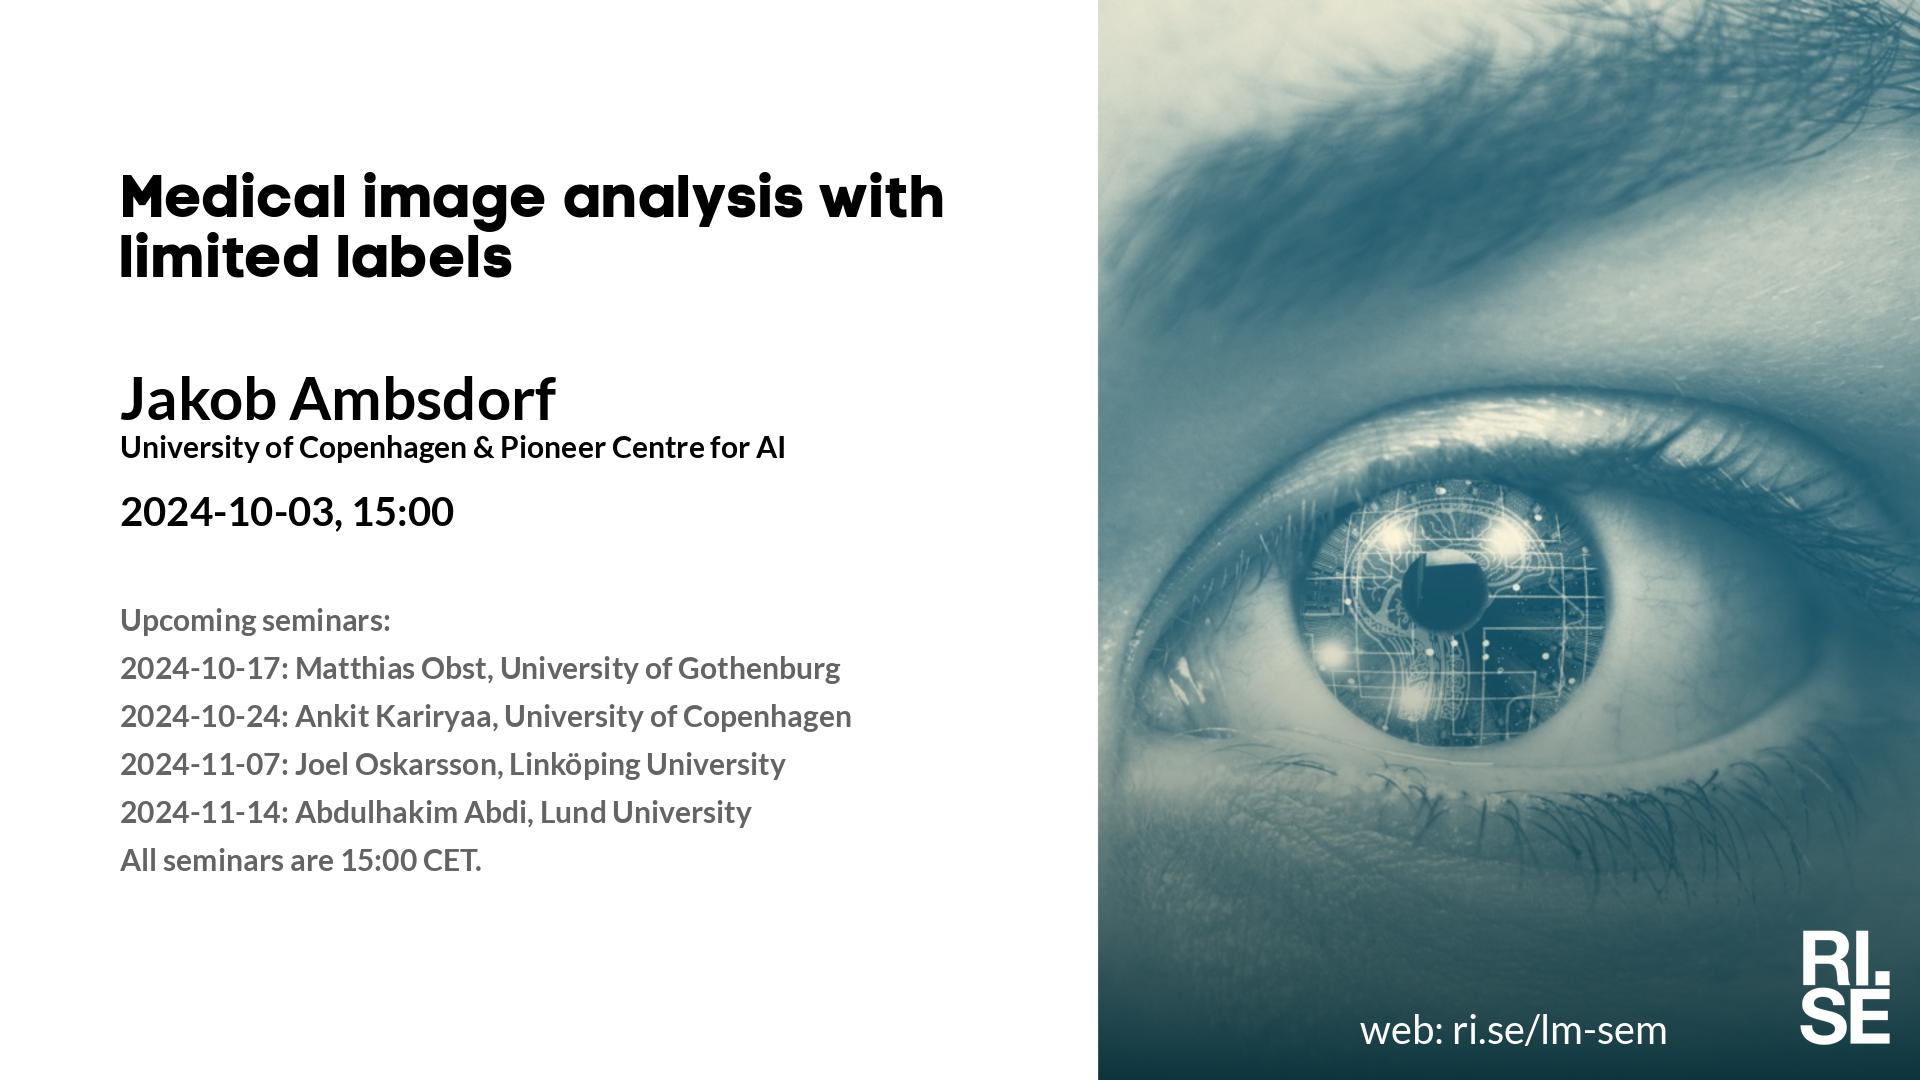 Medical image analysis with
limited labels
Jakob Ambsdorf
University of Copenhagen & Pioneer Centre for AI
2024-10-03, 15:00
Upcoming seminars:
2024-10-17: Matthias Obst, University of Gothenburg
2024-10-24: Ankit Kariryaa, University of Copenhagen
2024-11-07: Joel Oskarsson, Linköping University
2024-11-14: Abdulhakim Abdi, Lund University
All seminars are 15:00 CET.
web: ri.se/lm-sem
RI.
SE